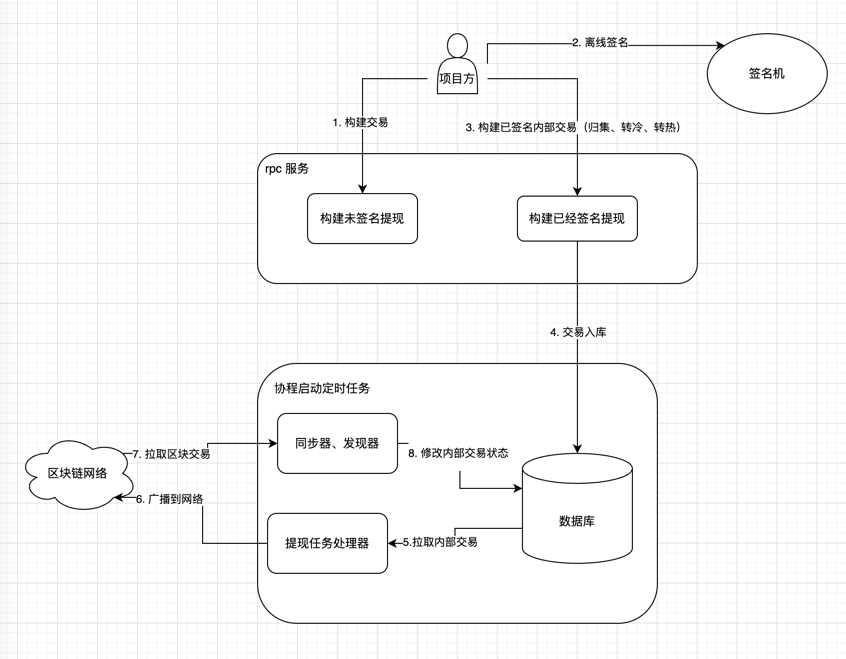 2. 离线签名
签名机
项目方
1. 构建交易
3. 构建已签名内部交易（归集、转冷、转热）
rpc 服务
构建未签名提现
构建已经签名提现
4. 交易入库
协程启动定时任务
同步器、发现器
7. 拉取区块交易
8. 修改内部交易状态
区块链网络
6. 广播到网络
数据库
提现任务处理器
5.拉取内部交易